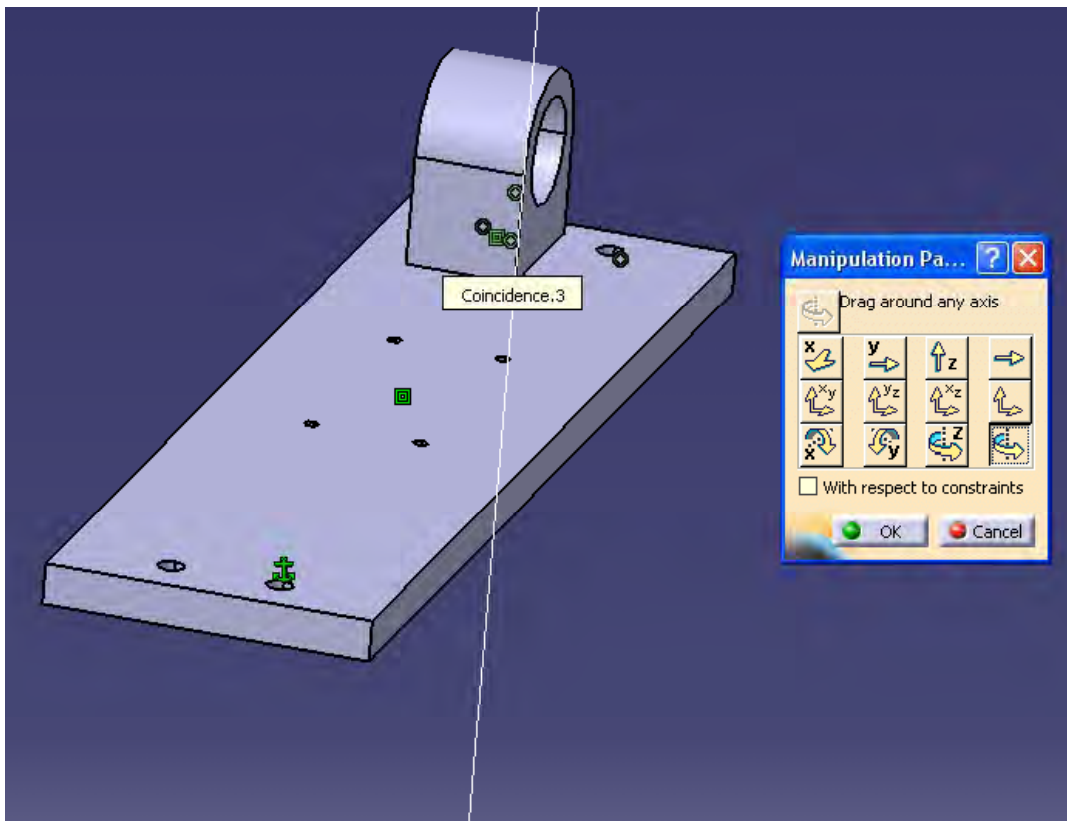 Coincidence.3
Manipulation Pa... ?
Drag around any axis
x y z
xy yz xz
x y z
With respect to constraints
OK Cancel